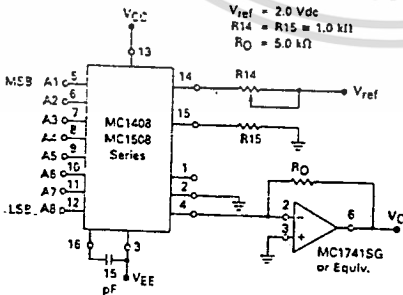 Vref = 2.0 Vdc
R14 = R15 = 1.0 kΩ
RO = 5.0 kΩ
VCC
13
MSB A1 5
A2 6
A3 7
A4 8
A5 9
A6 10
A7 11
LSB A8 12
MC1408
MC1508
Series
14
R14
Vref
15
R15
1
2
4
RO
2
3
6
VO
MC1741SG
or Equiv.
16
3
15
pF
VEE